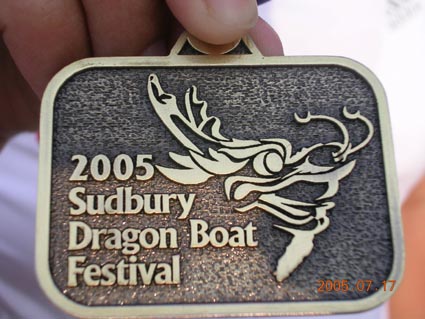 2005
Sudbury
Dragon Boat
Festival
2005. 07. 17